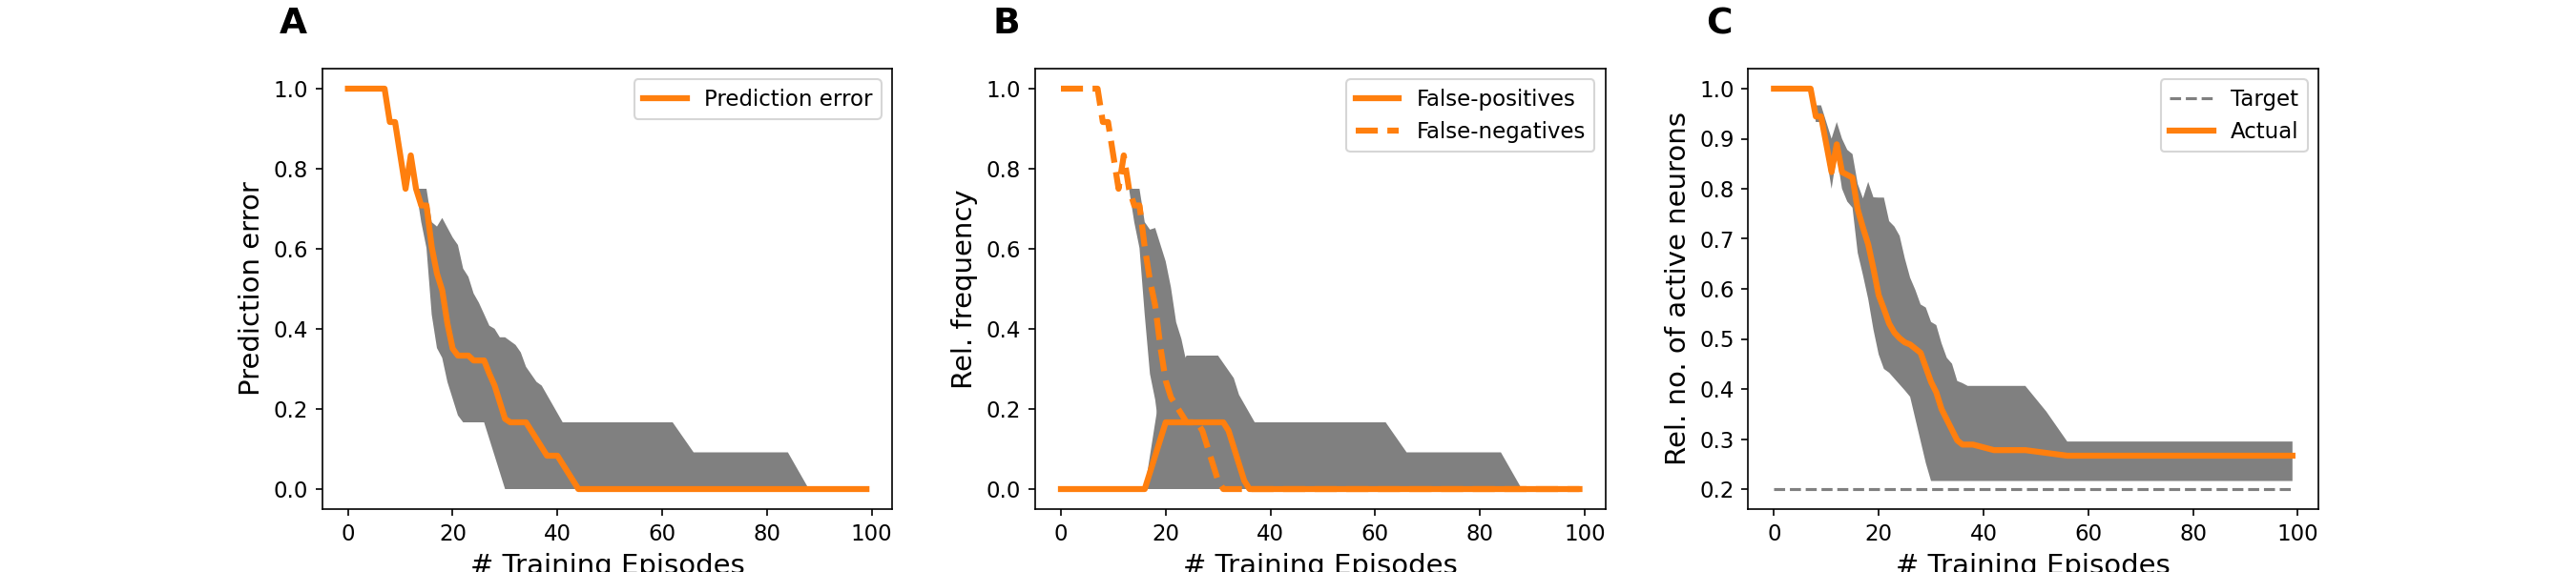 A
Prediction error
1.0
0.8
0.6
0.4
0.2
0.0
Prediction error
0 20 40 60 80 100
# Training Episodes
B
False-positives
False-negatives
1.0
0.8
0.6
0.4
0.2
0.0
Rel. frequency
0 20 40 60 80 100
# Training Episodes
C
Target
Actual
1.0
0.9
0.8
0.7
0.6
0.5
0.4
0.3
0.2
Rel. no. of active neurons
0 20 40 60 80 100
# Training Episodes